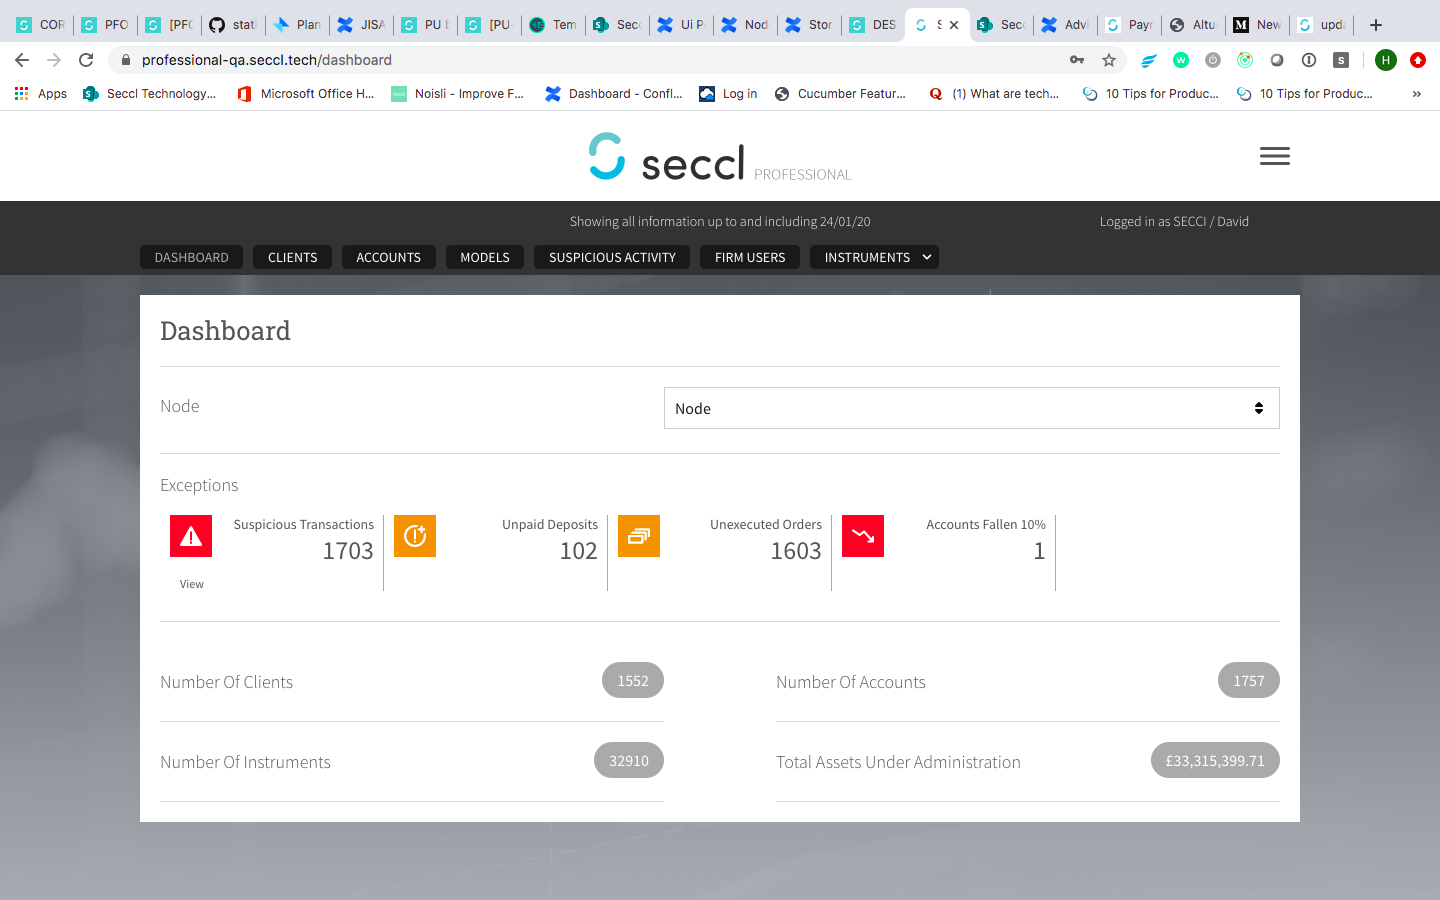 COR
PFO
[PFC
stati
Plan
JISA
PU b
[PU-
Tem
Secc
Ui P
Nod
Stor
DES
S
Secc
Advi
Payr
Altu
New
upda
professional-qa.seccl.tech/dashboard
H
Apps
Seccl Technology...
Microsoft Office H...
Noisli - Improve F...
Dashboard - Confl...
Log in
Cucumber Featur...
(1) What are tech...
10 Tips for Produc...
10 Tips for Produc...
»
seccl PROFESSIONAL
Showing all information up to and including 24/01/20
Logged in as SECCI / David
DASHBOARD
CLIENTS
ACCOUNTS
MODELS
SUSPICIOUS ACTIVITY
FIRM USERS
INSTRUMENTS
Dashboard
Node
Node
Exceptions
Suspicious Transactions
1703
View
Unpaid Deposits
102
Unexecuted Orders
1603
Accounts Fallen 10%
1
Number Of Clients
1552
Number Of Accounts
1757
Number Of Instruments
32910
Total Assets Under Administration
£33,315,399.71